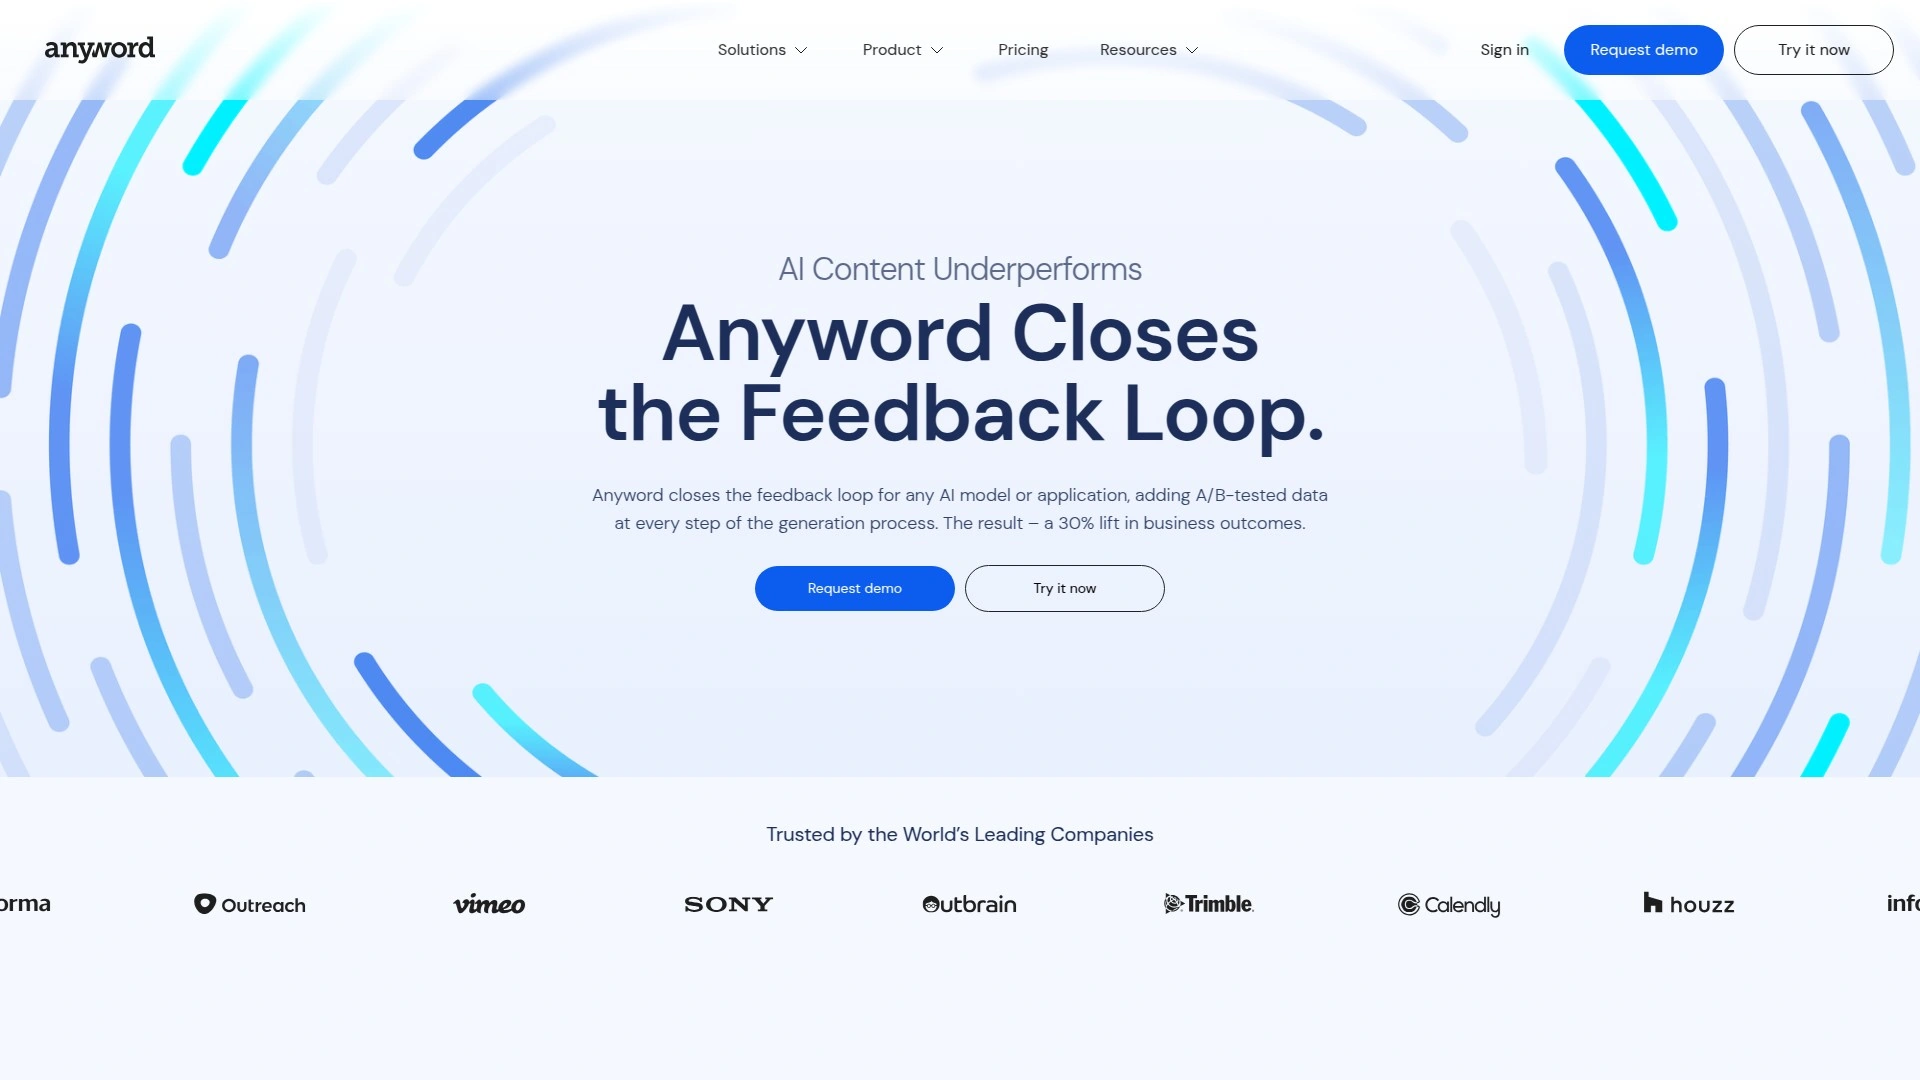 anyword
Solutions
Product
Pricing
Resources
Sign in
Request demo
Try it now
AI Content Underperforms
Anyword Closes
the Feedback Loop.
Anyword closes the feedback loop for any AI model or application, adding A/B-tested data
at every step of the generation process. The result – a 30% lift in business outcomes.
Request demo
Try it now
Trusted by the World’s Leading Companies
orma
Outreach
vimeo
SONY
Outbrain
Trimble.
Calendly
houzz
info